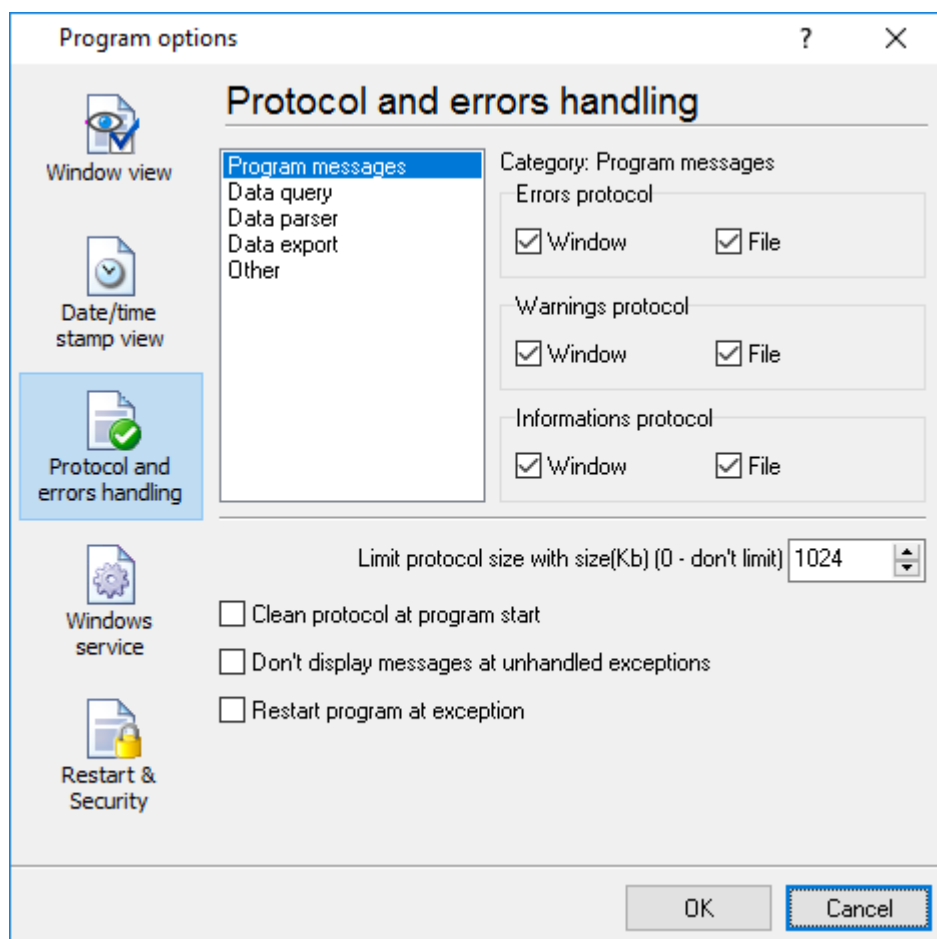 Program options
?
Window view
Date/time
stamp view
Protocol and
errors handling
Windows
service
Restart &
Security
Protocol and errors handling
Program messages
Data query
Data parser
Data export
Other
Category: Program messages
Errors protocol
Window File
Warnings protocol
Window File
Informations protocol
Window File
Limit protocol size with size(Kb) (0 - don't limit) 1024
Clean protocol at program start
Don't display messages at unhandled exceptions
Restart program at exception
OK Cancel